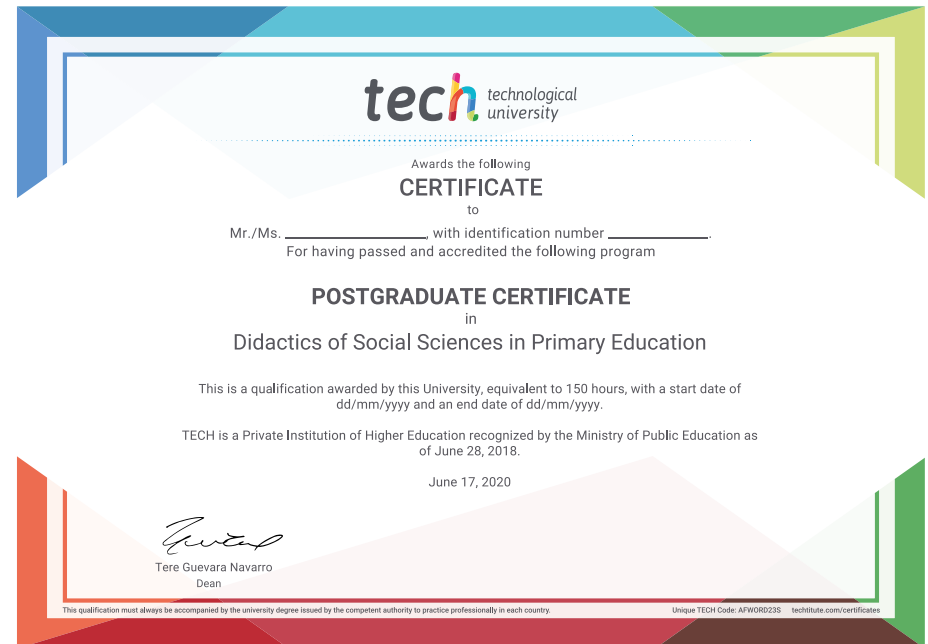 tech technological
university
Awards the following
CERTIFICATE
to
Mr./Ms. ____________, with identification number ____________.
For having passed and accredited the following program
POSTGRADUATE CERTIFICATE
in
Didactics of Social Sciences in Primary Education
This is a qualification awarded by this University, equivalent to 150 hours, with a start date of
dd/mm/yyyy and an end date of dd/mm/yyyy.
TECH is a Private Institution of Higher Education recognized by the Ministry of Public Education as
of June 28, 2018.
June 17, 2020
Tere Guevara Navarro
Dean
This qualification must always be accompanied by the university degree issued by the competent authority to practice professionally in each country.
Unique TECH Code: AFWORD23S techtitute.com/certificates